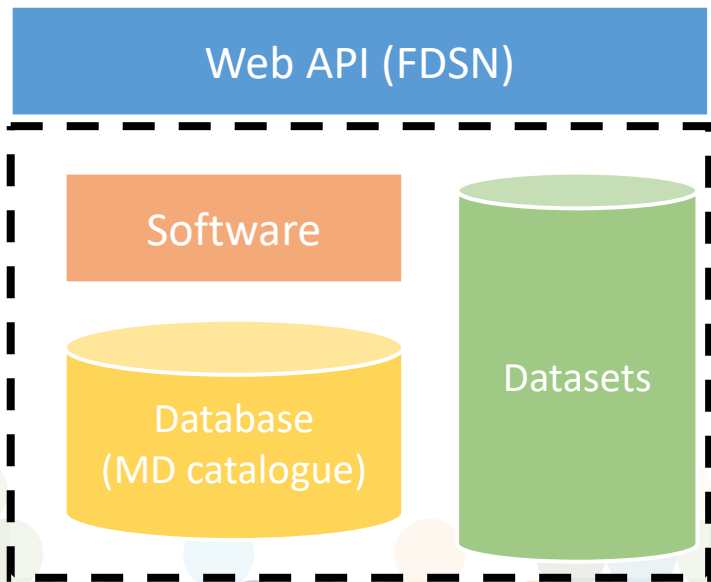 Web API (FDSN)
Software
Database
(MD catalogue)
Datasets